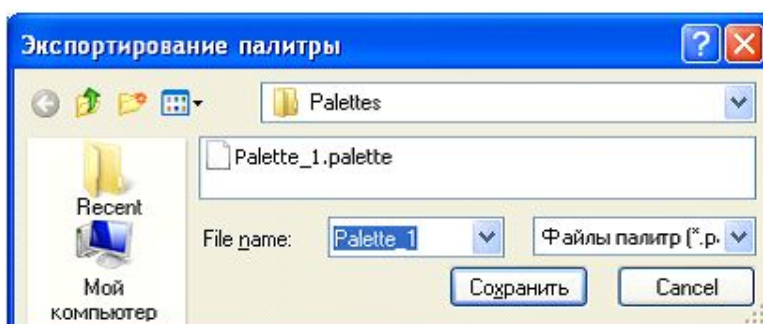 Экспортирование палитры
Palettes
Palette_1.palette
Recent
File name: Palette_1 Файлы палитр (*.p
Мой
компьютер
Сохранить Cancel